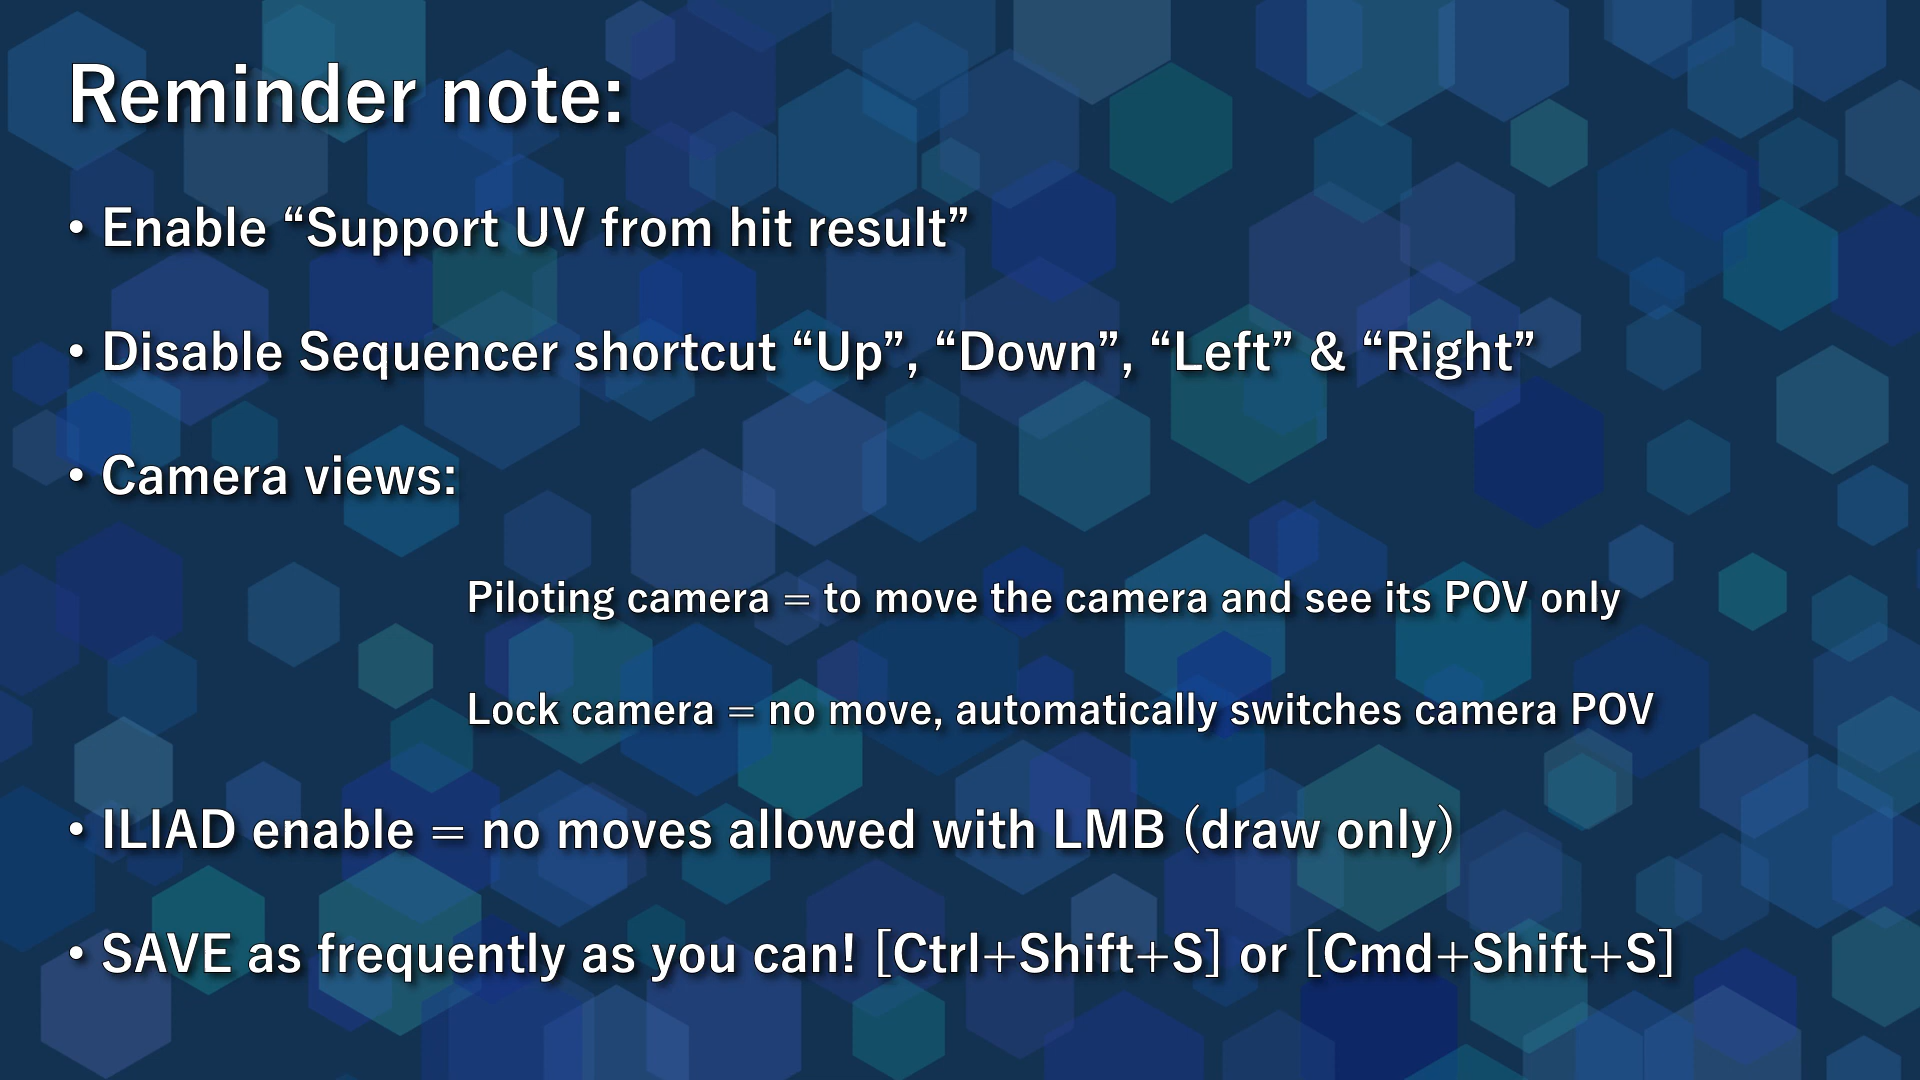 Reminder note:
• Enable “Support UV from hit result”
• Disable Sequencer shortcut “Up”, “Down”, “Left” & “Right”
• Camera views:
Piloting camera = to move the camera and see its POV only
Lock camera = no move, automatically switches camera POV
• ILIAD enable = no moves allowed with LMB (draw only)
• SAVE as frequently as you can! [Ctrl+Shift+S] or [Cmd+Shift+S]